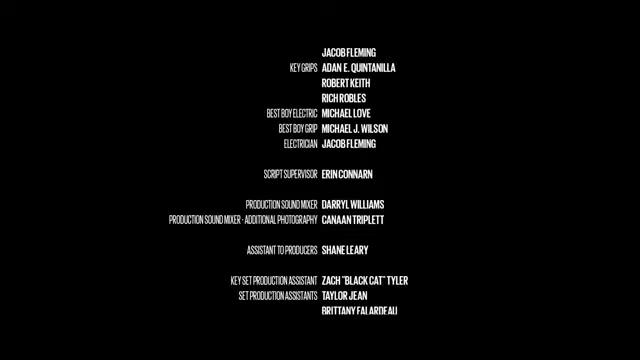 JACOB FLEMING
KEY GRIPS ADAN E. QUINTANILLA
ROBERT KEITH
RICH ROBLES
BEST BOY ELECTRIC MICHAEL LOVE
BEST BOY GRIP MICHAEL J. WILSON
ELECTRICIAN JACOB FLEMING
SCRIPT SUPERVISOR ERIN CONNARN
PRODUCTION SOUND MIXER DARRYL WILLIAMS
PRODUCTION SOUND MIXER - ADDITIONAL PHOTOGRAPHY CANAAN TRIPLETT
ASSISTANT TO PRODUCERS SHANE LEARY
KEY SET PRODUCTION ASSISTANT ZACH "BLACK CAT" TYLER
SET PRODUCTION ASSISTANTS TAYLOR JEAN
BRITTANY FALARDEAU